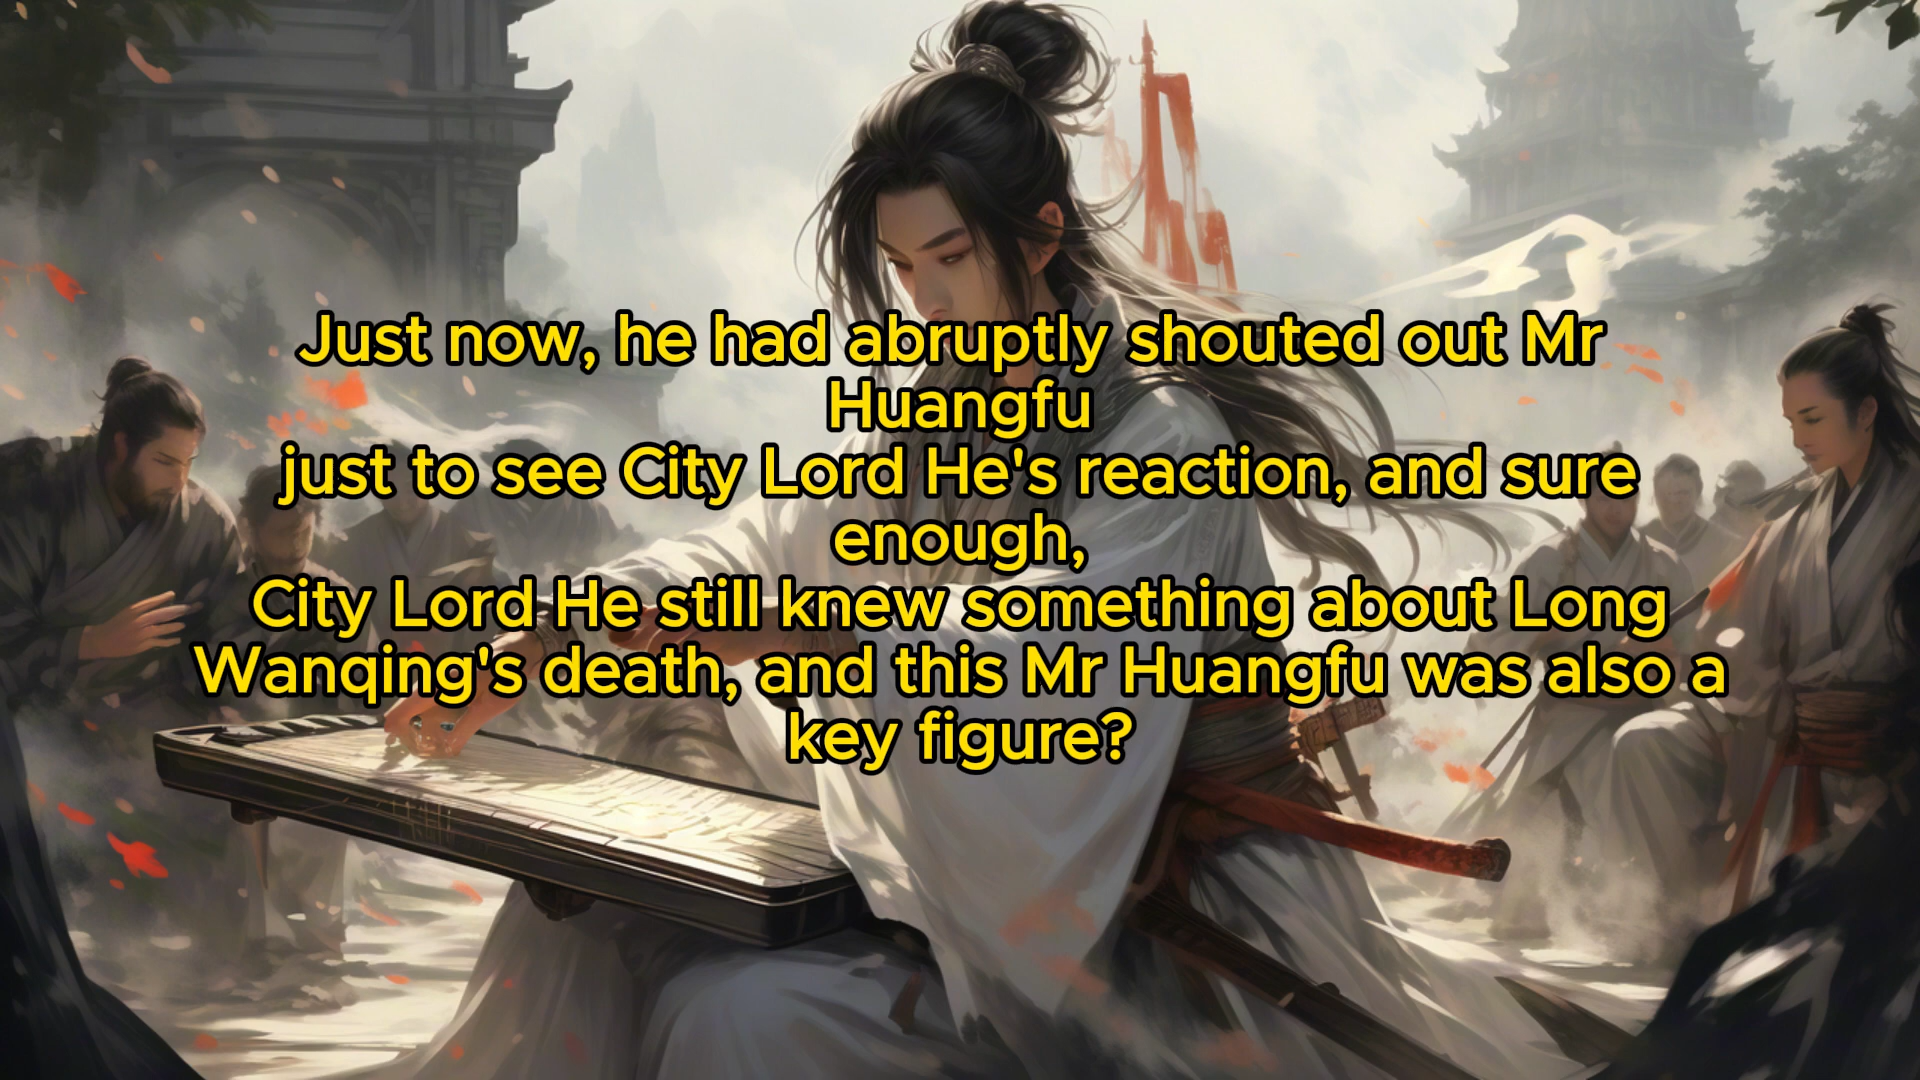 Just now, he had abruptly shouted out Mr
Huangfu
just to see City Lord He's reaction, and sure
enough,
City Lord He still knew something about Long
Wanqing's death, and this Mr Huangfu was also a
key figure?